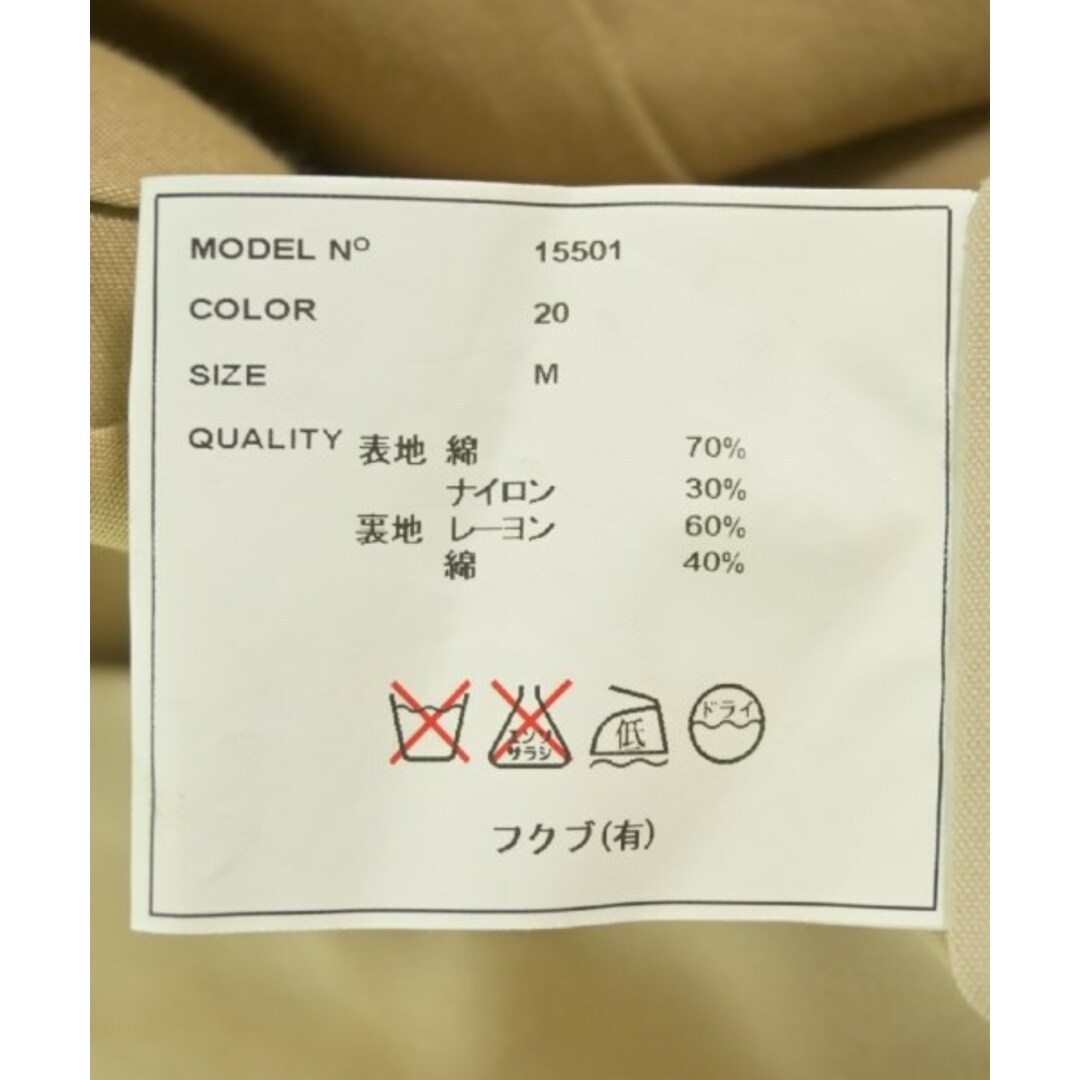 MODEL Nº 15501
COLOR 20
SIZE M
QUALITY 表地 綿 70%
ナイロン 30%
裏地 レーヨン 60%
綿 40%
エンソ
サラシ
低
ドライ
フクブ(有)